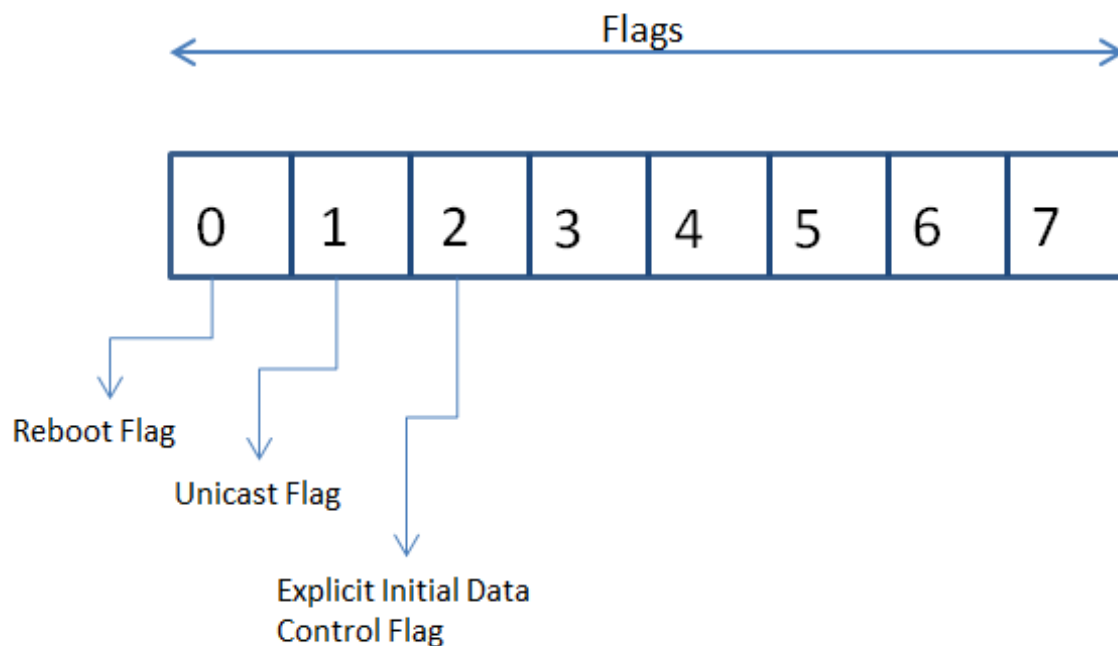 Flags
0 1 2 3 4 5 6 7
Reboot Flag
Unicast Flag
Explicit Initial Data
Control Flag